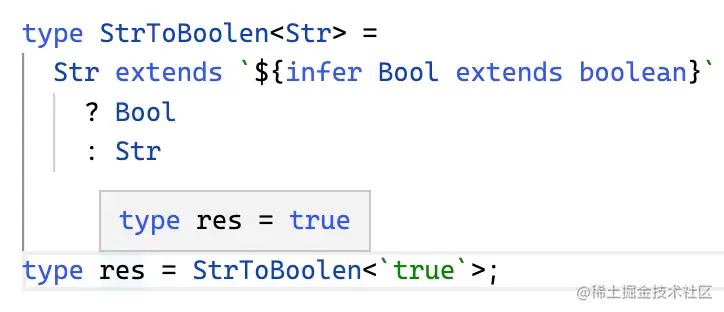 type StrToBoolen<Str> =
Str extends `${infer Bool extends boolean}`
? Bool
: Str
type res = true
type res = StrToBoolen<`true`>;
@稀土掘金技术社区